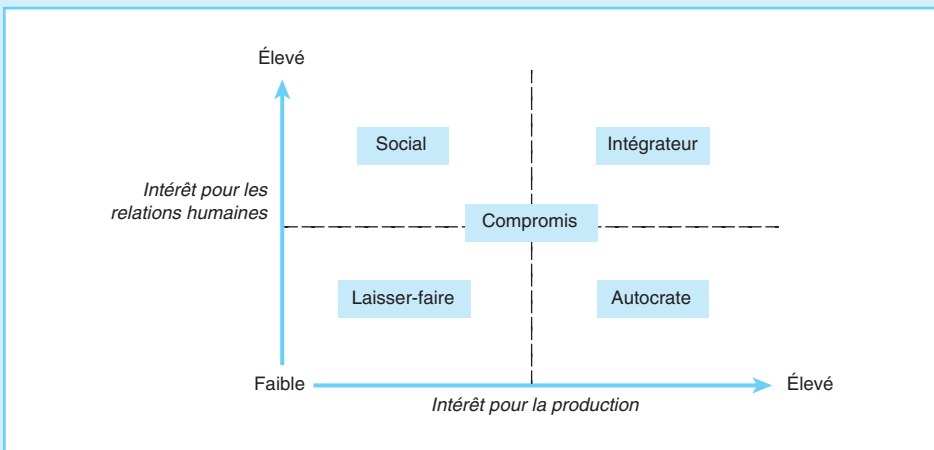 Élevé
Social
Intégrateur
Intérêt pour les
relations humaines
Compromis
Laisser-faire
Autocrate
Faible
Élevé
Intérêt pour la production